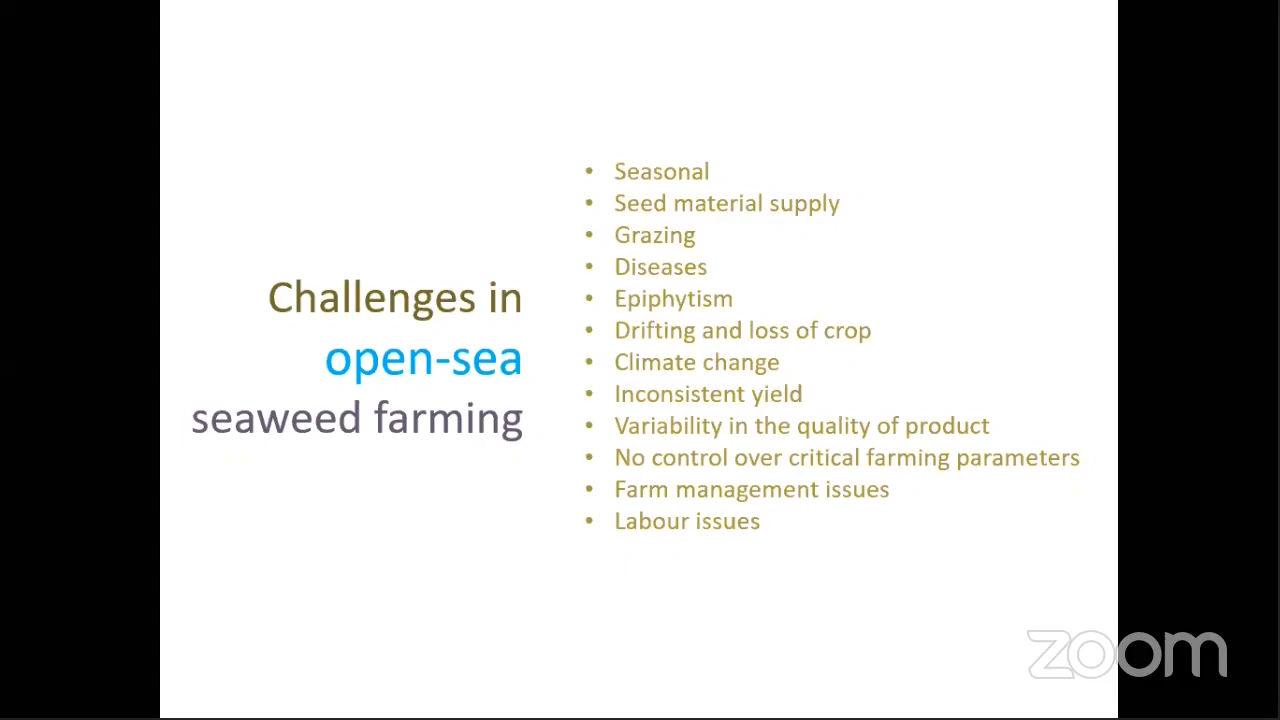 Challenges in
open-sea
seaweed farming
• Seasonal
• Seed material supply
• Grazing
• Diseases
• Epiphytism
• Drifting and loss of crop
• Climate change
• Inconsistent yield
• Variability in the quality of product
• No control over critical farming parameters
• Farm management issues
• Labour issues
zoom